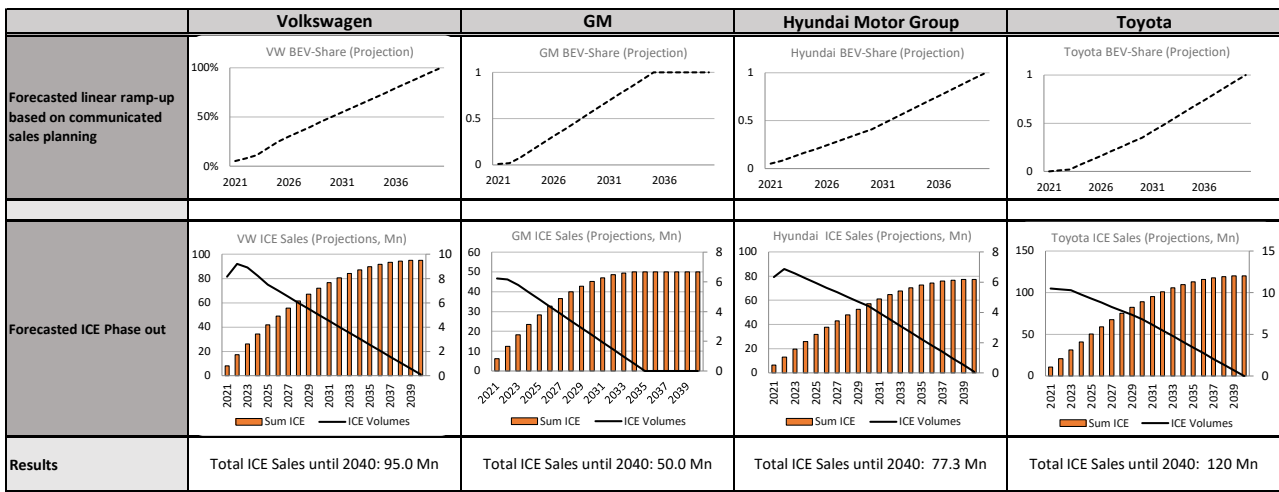 Volkswagen
GM
Hyundai Motor Group
Toyota
Forecasted linear ramp-up
based on communicated
sales planning
VW BEV-Share (Projection)
100%
50%
0%
2021 2026 2031 2036
GM BEV-Share (Projection)
1
0.5
0
2021 2026 2031 2036
Hyundai BEV-Share (Projection)
1
0.5
0
2021 2026 2031 2036
Toyota BEV-Share (Projection)
1
0.5
0
2021 2026 2031 2036
Forecasted ICE Phase out
VW ICE Sales (Projections, Mn)
100 10
80 8
60 6
40 4
20 2
0 0
2021 2023 2025 2027 2029 2031 2033 2035 2037 2039
Sum ICE ICE Volumes
GM ICE Sales (Projections, Mn)
60 8
50
40 6
30 4
20
10 2
0 0
2021 2023 2025 2027 2029 2031 2033 2035 2037 2039
Sum ICE ICE Volumes
Hyundai ICE Sales (Projections, Mn)
100 8
80 6
60
40 4
20 2
0 0
2021 2023 2025 2027 2029 2031 2033 2035 2037 2039
Sum ICE ICE Volumes
Toyota ICE Sales (Projections, Mn)
150 15
100 10
50 5
0 0
2021 2023 2025 2027 2029 2031 2033 2035 2037 2039
Sum ICE ICE Volumes
Results
Total ICE Sales until 2040: 95.0 Mn
Total ICE Sales until 2040: 50.0 Mn
Total ICE Sales until 2040: 77.3 Mn
Total ICE Sales until 2040: 120 Mn